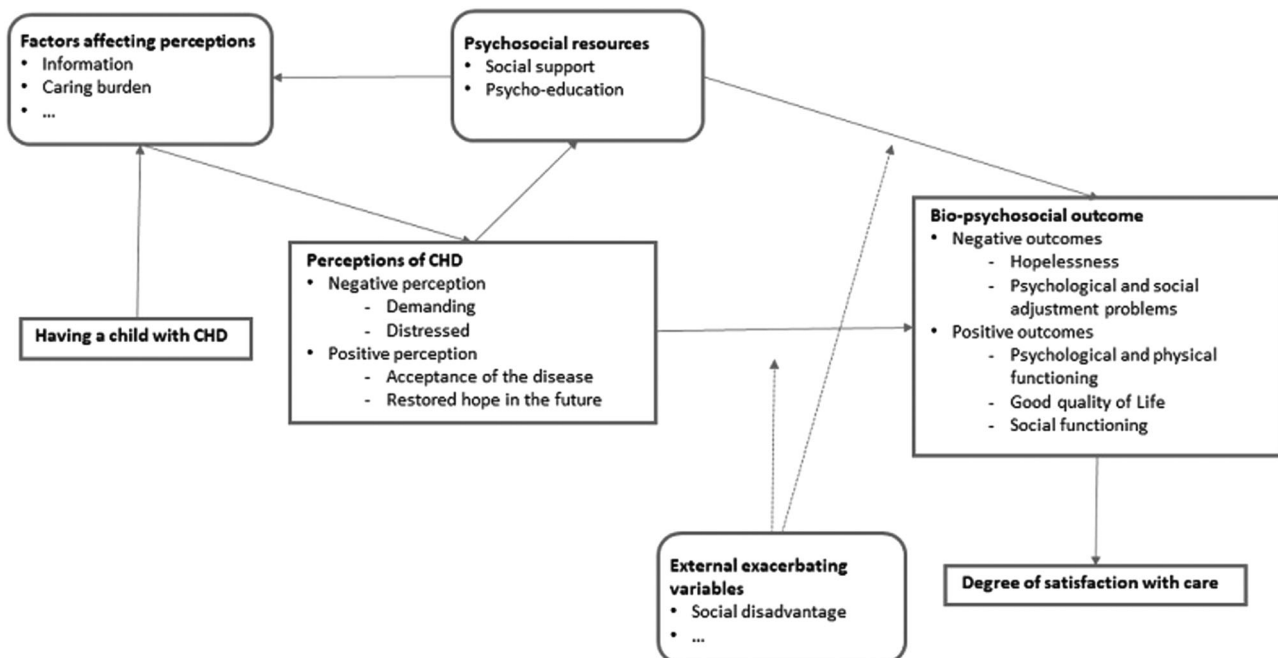 Factors affecting perceptions
• Information
• Caring burden
• ...
Psychosocial resources
• Social support
• Psycho-education
Having a child with CHD
Perceptions of CHD
• Negative perception
- Demanding
- Distressed
• Positive perception
- Acceptance of the disease
- Restored hope in the future
Bio-psychosocial outcome
• Negative outcomes
- Hopelessness
- Psychological and social
adjustment problems
• Positive outcomes
- Psychological and physical
functioning
- Good quality of Life
- Social functioning
External exacerbating
variables
• Social disadvantage
• ...
Degree of satisfaction with care